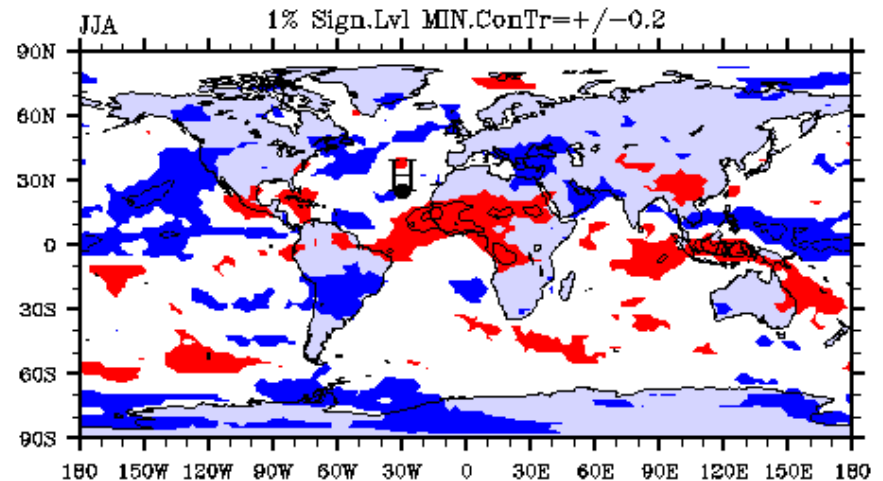 JJA 1% Sign.Lvl MIN.ConTr=+/−0.2
90N
60N
30N
0
30S
60S
90S
180 150W 120W 90W 60W 30W 0 30E 60E 90E 120E 150E 180